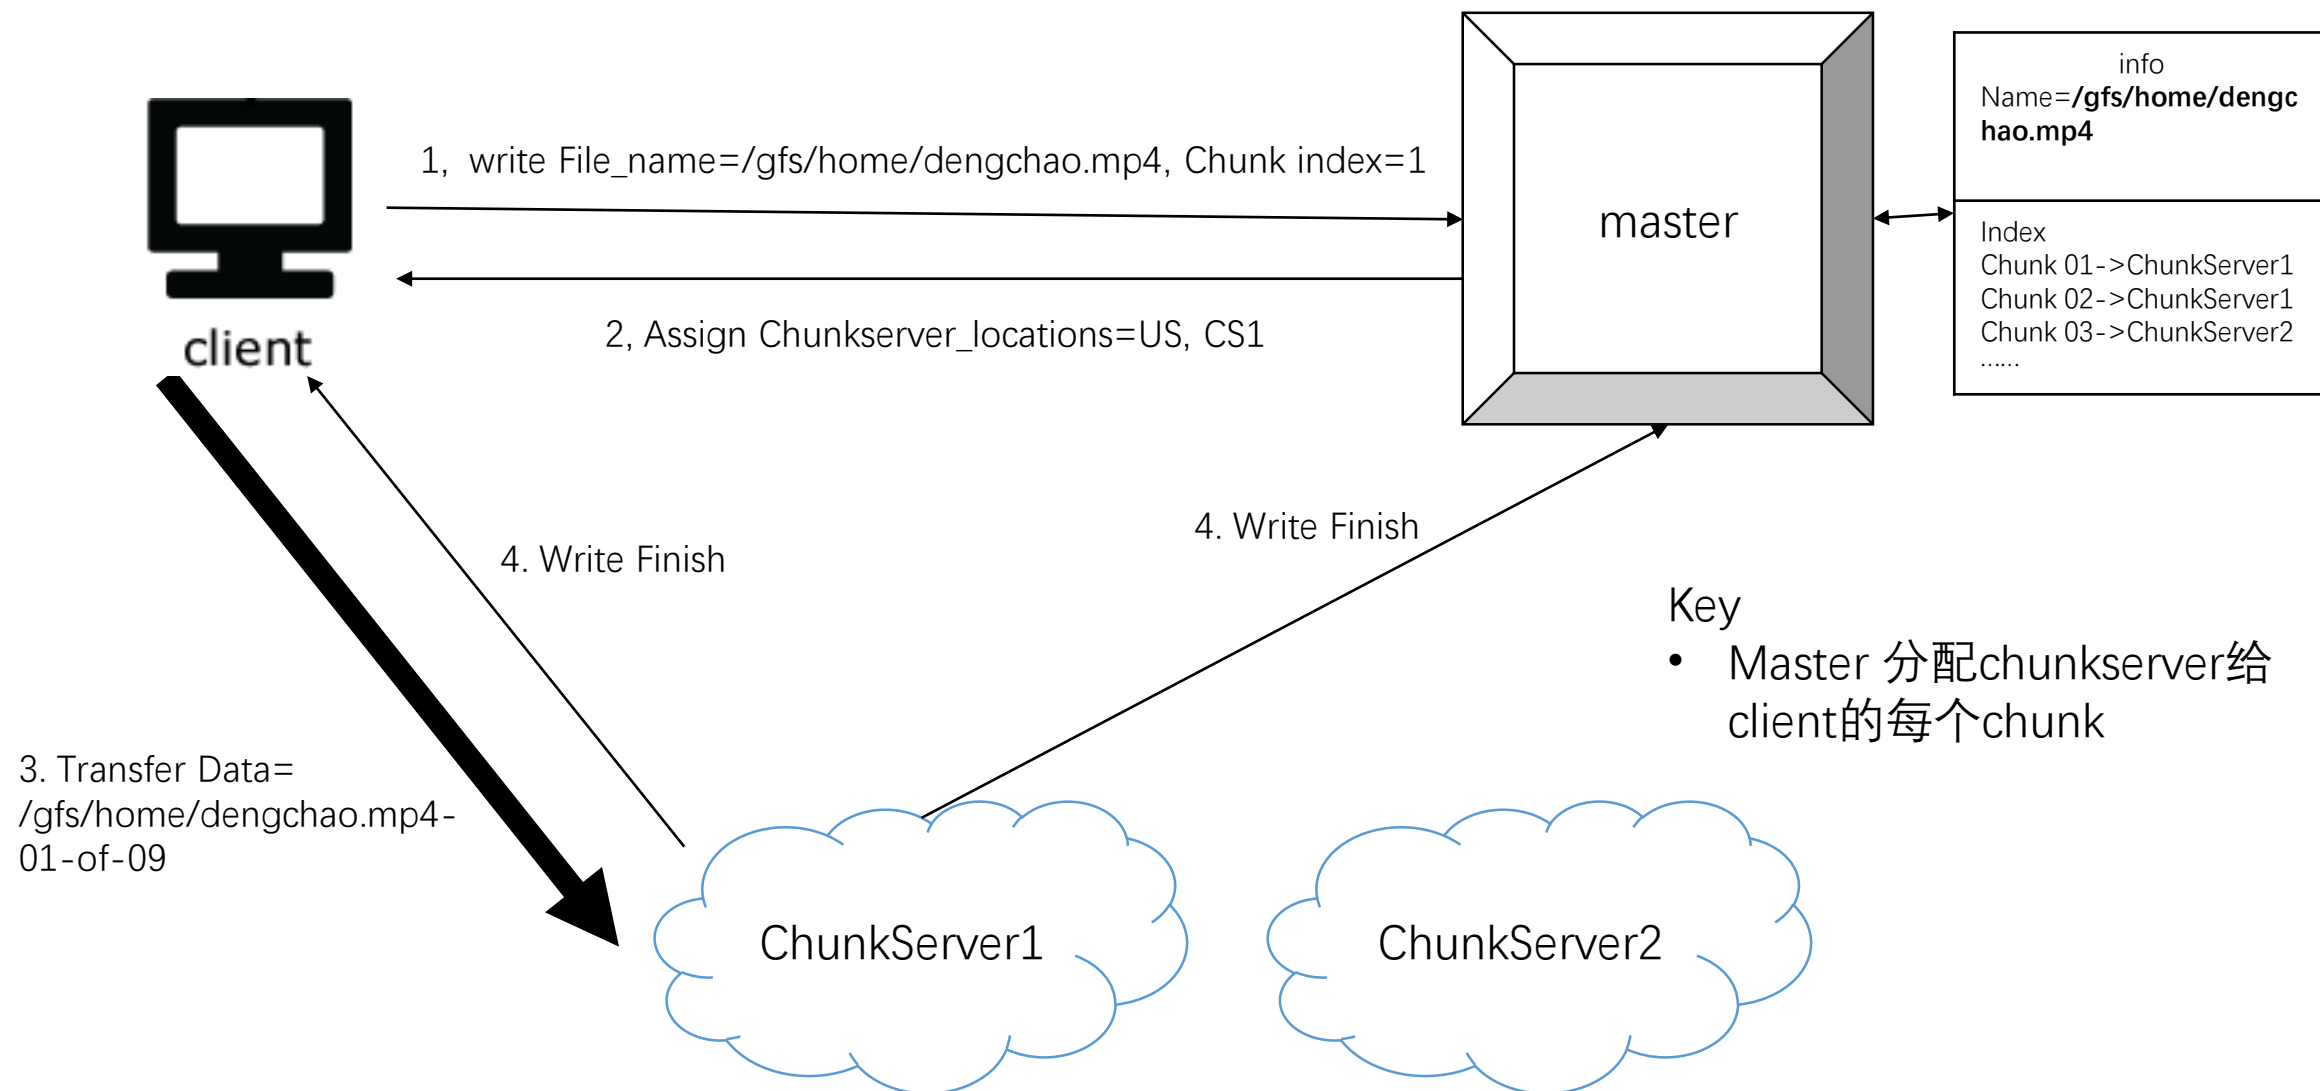 1,  write File_name=/gfs/home/dengchao.mp4, Chunk index=1
master
info
Name=/gfs/home/dengc
hao.mp4
Index
Chunk 01->ChunkServer1
Chunk 02->ChunkServer1
Chunk 03->ChunkServer2
......
client
2, Assign Chunkserver_locations=US, CS1
4. Write Finish
4. Write Finish
Key
• Master 分配chunkserver给
client的每个chunk
3. Transfer Data=
/gfs/home/dengchao.mp4-
01-of-09
ChunkServer1
ChunkServer2